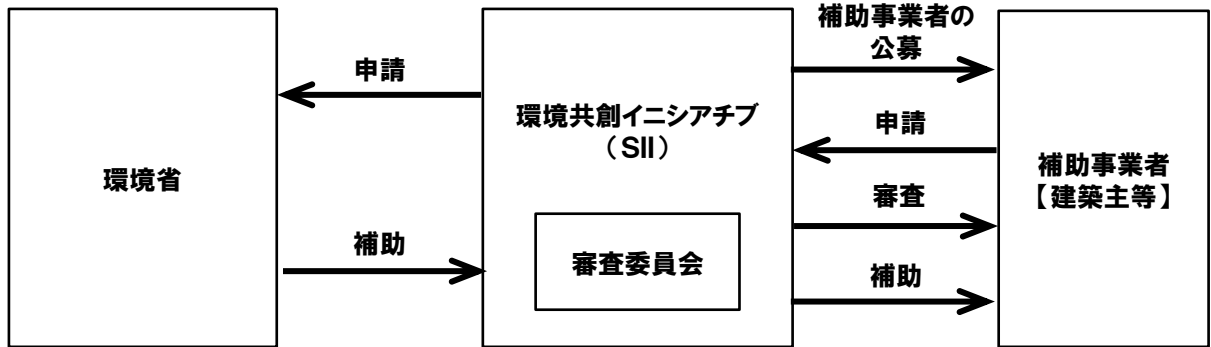 環境省
申請
補助
環境共創イニシアチブ
（SII）
審査委員会
補助事業者の
公募
申請
審査
補助
補助事業者
【建築主等】